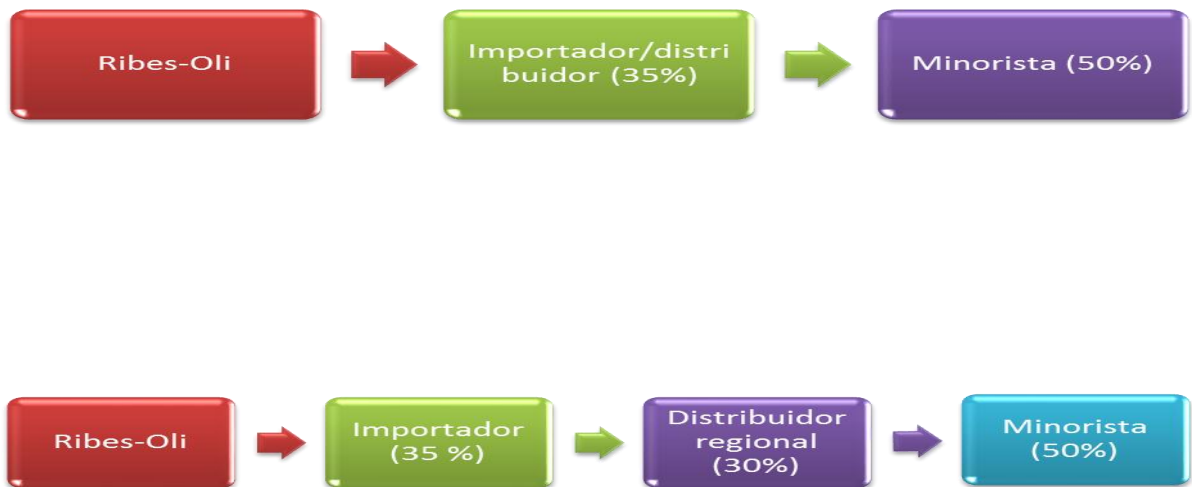 Ribes-Oli
Importador/distri
buidor (35%)
Minorista (50%)
Ribes-Oli
Importador
(35 %)
Distribuidor
regional
(30%)
Minorista
(50%)